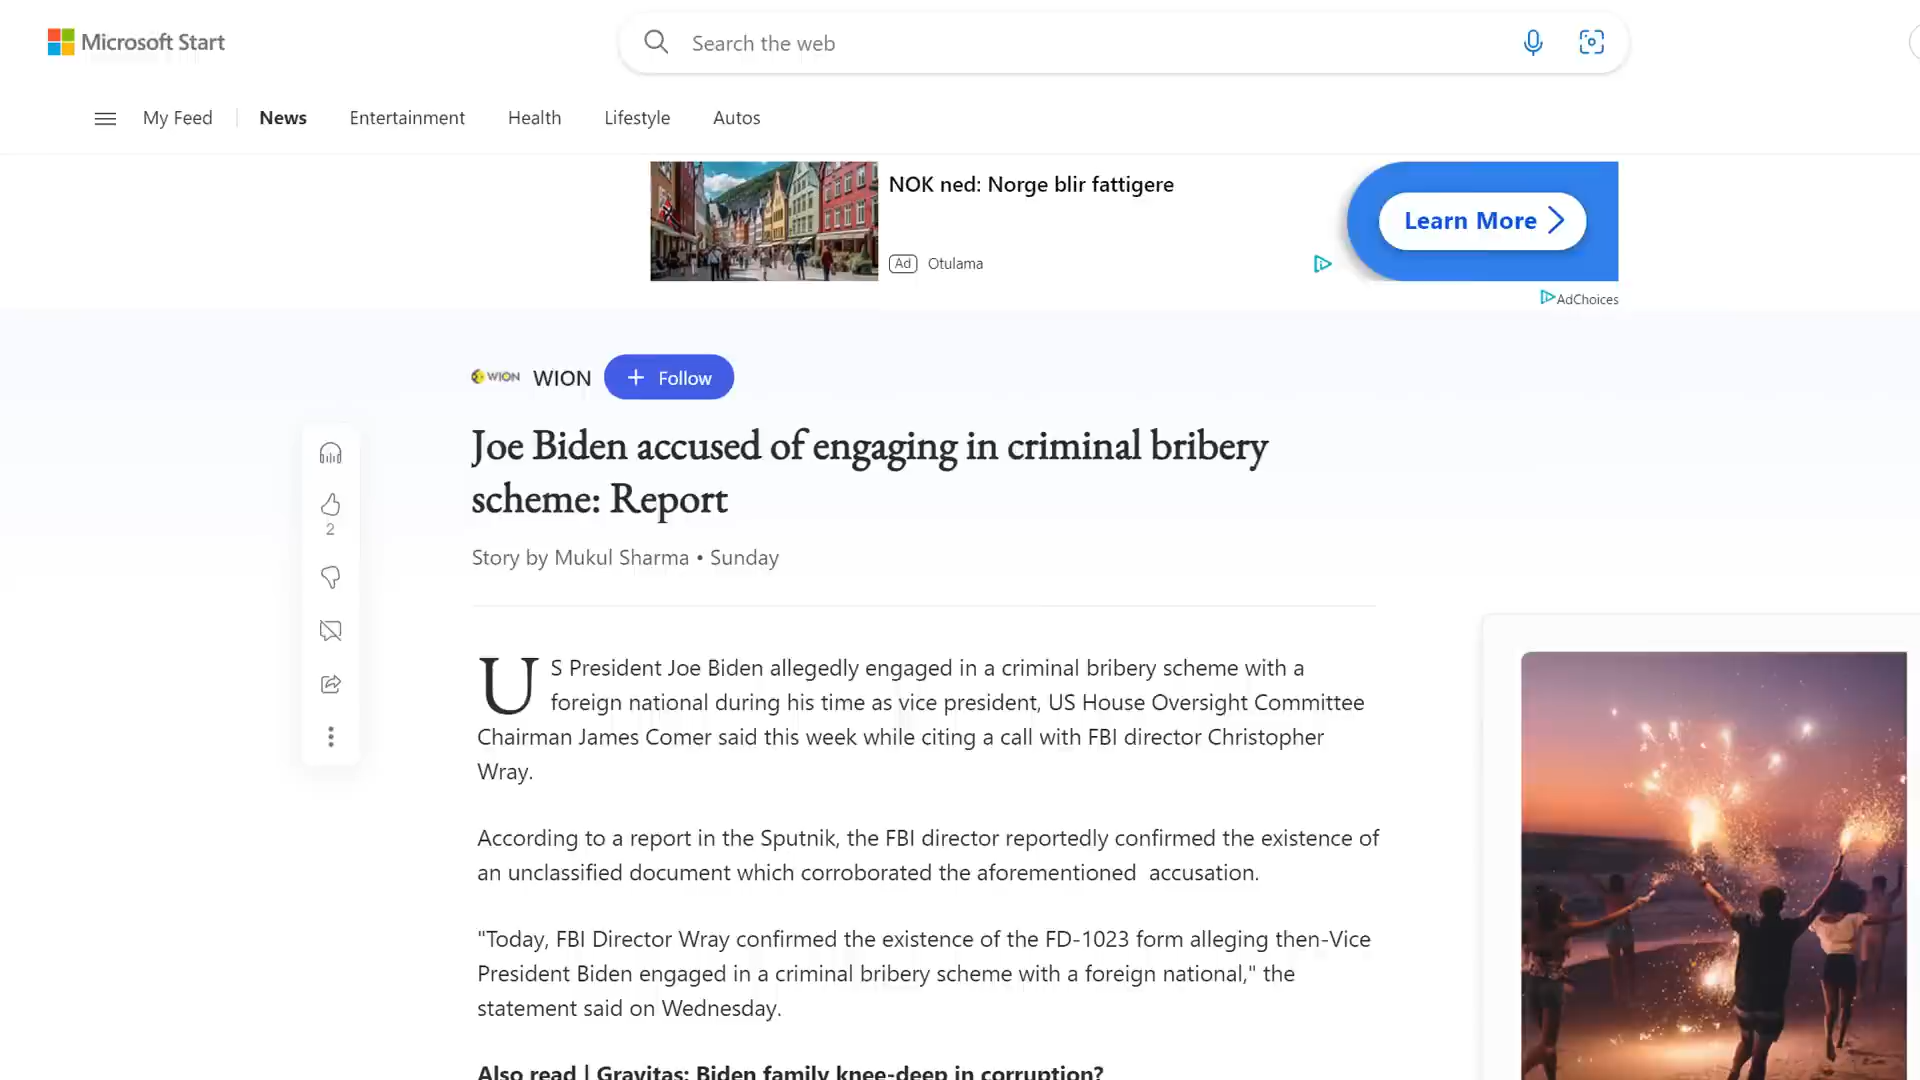 Microsoft Start
Search the web
My Feed
News
Entertainment
Health
Lifestyle
Autos
NOK ned: Norge blir fattigere
Ad Otulama
Learn More
AdChoices
WION WION Follow
Joe Biden accused of engaging in criminal bribery
scheme: Report
Story by Mukul Sharma • Sunday
2
US President Joe Biden allegedly engaged in a criminal bribery scheme with a
foreign national during his time as vice president, US House Oversight Committee
Chairman James Comer said this week while citing a call with FBI director Christopher
Wray.
According to a report in the Sputnik, the FBI director reportedly confirmed the existence of
an unclassified document which corroborated the aforementioned accusation.
"Today, FBI Director Wray confirmed the existence of the FD-1023 form alleging then-Vice
President Biden engaged in a criminal bribery scheme with a foreign national," the
statement said on Wednesday.
Also read | Gravitas: Biden family knee-deep in corruption?